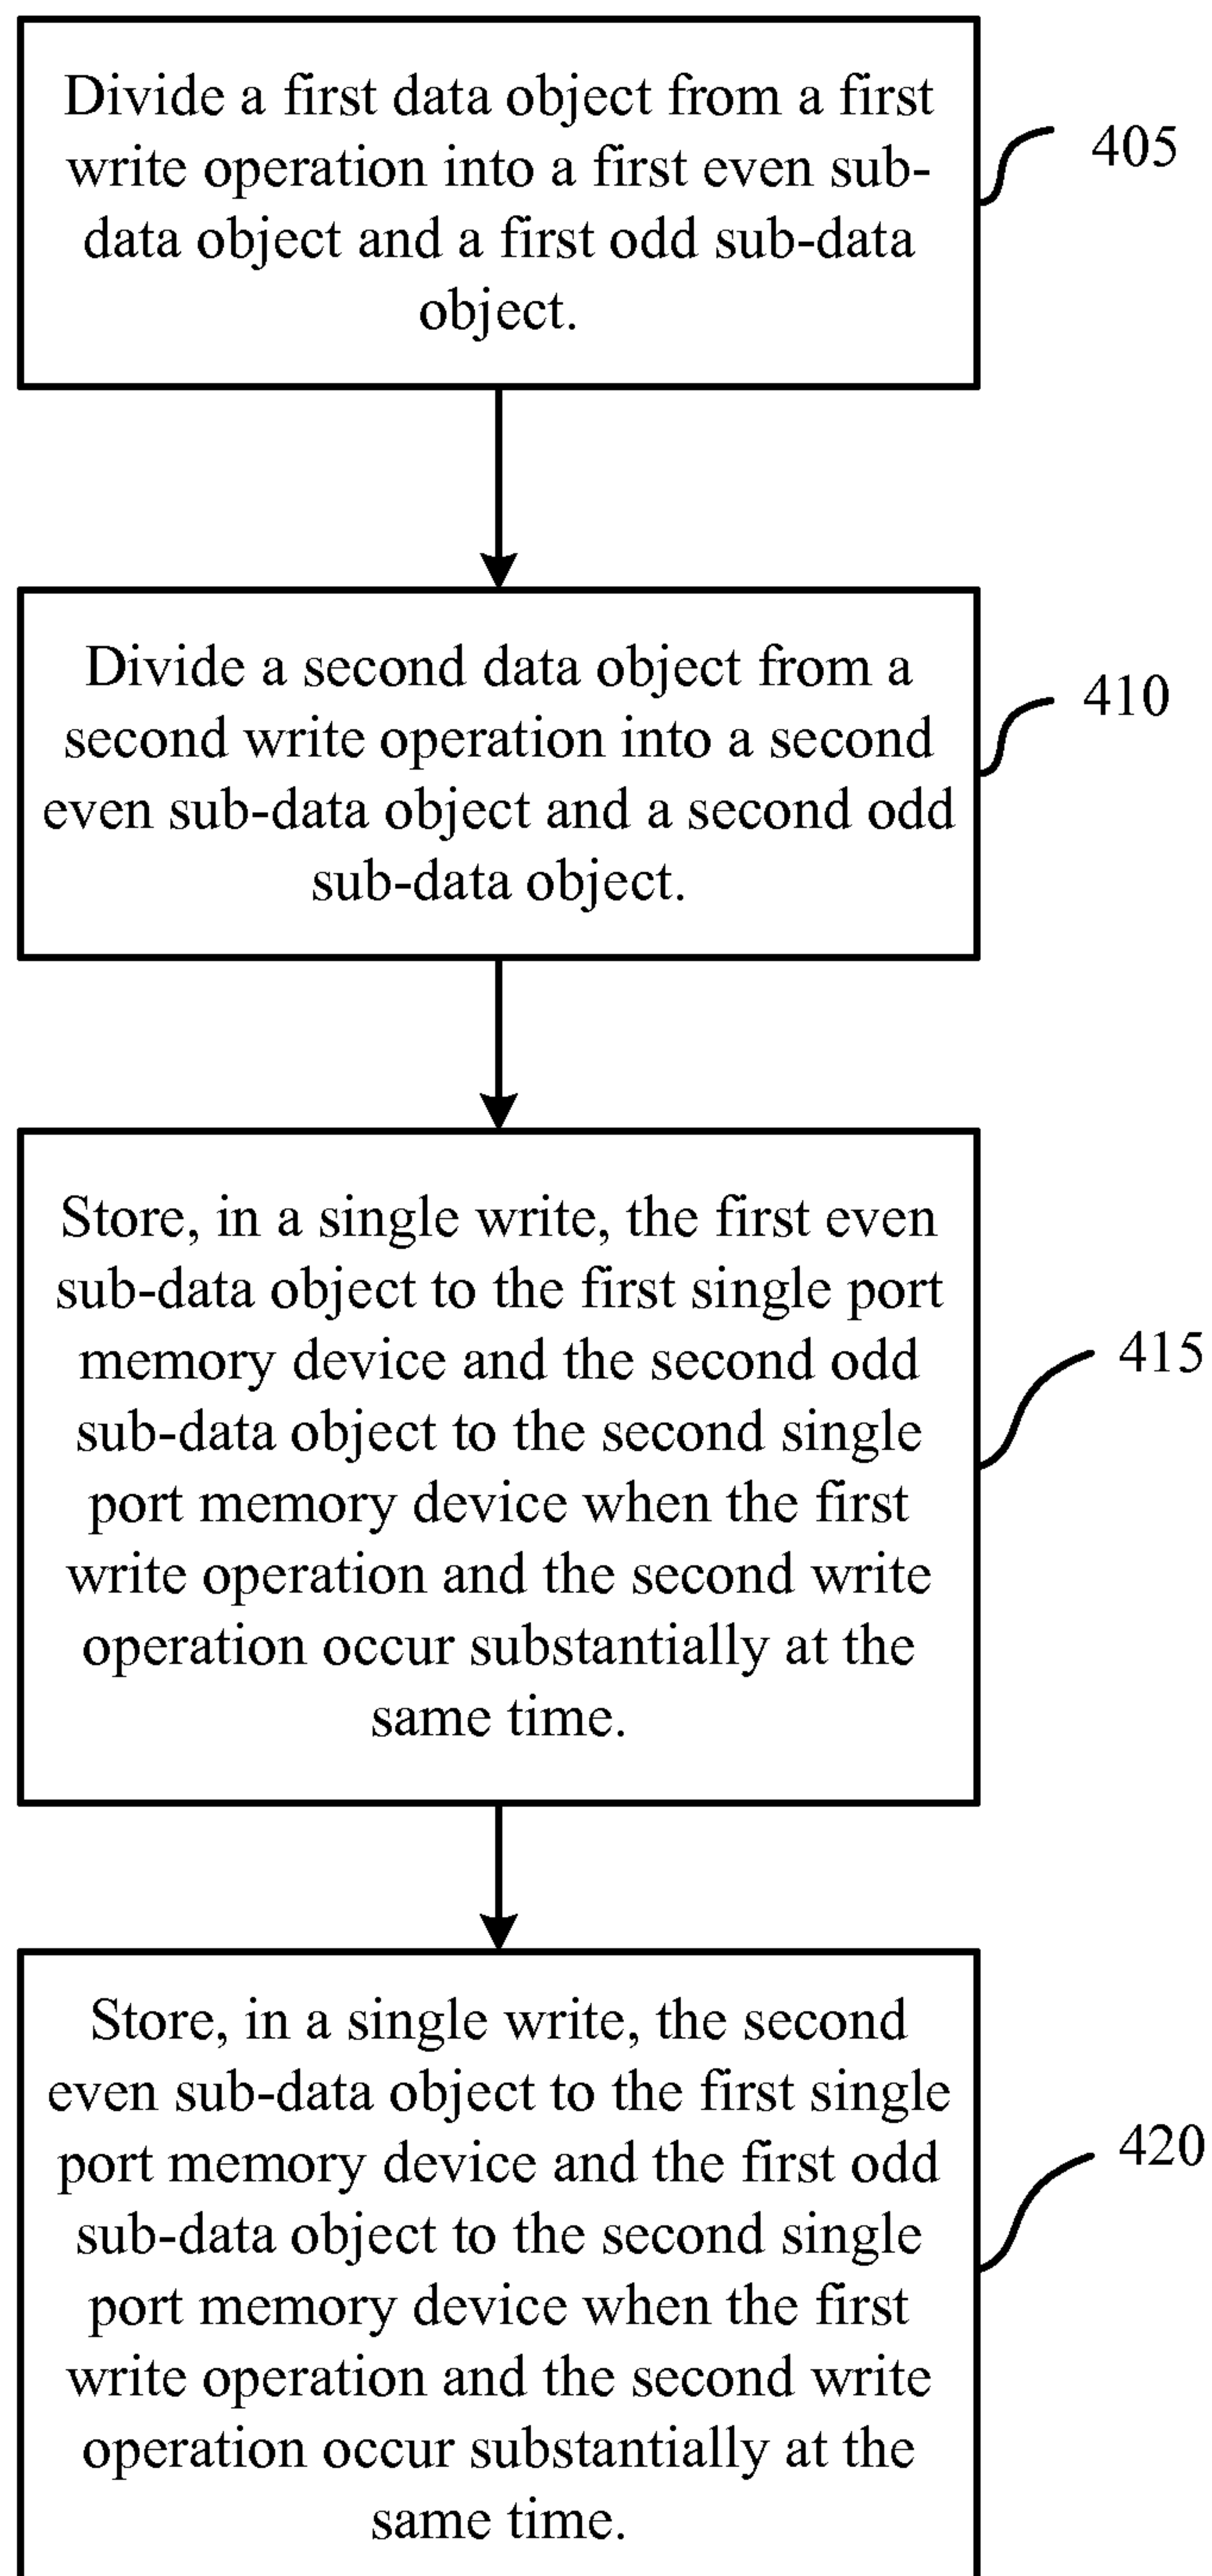 Divide a first data object from a first
write operation into a first even sub-
data object and a first odd sub-data
object.
405
Divide a second data object from a
second write operation into a second
even sub-data object and a second odd
sub-data object.
410
Store, in a single write, the first even
sub-data object to the first single port
memory device and the second odd
sub-data object to the second single
port memory device when the first
write operation and the second write
operation occur substantially at the
same time.
415
Store, in a single write, the second
even sub-data object to the first single
port memory device and the first odd
sub-data object to the second single
port memory device when the first
write operation and the second write
operation occur substantially at the
same time.
420